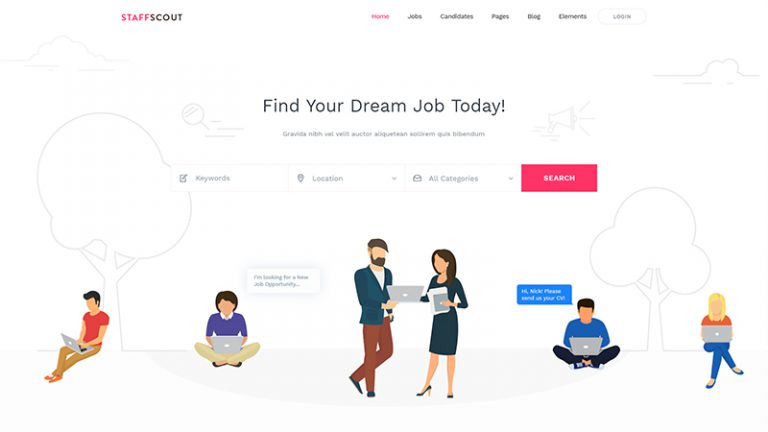 STAFFSCOUT
Home Jobs Candidates Pages Blog Elements LOGIN
Find Your Dream Job Today!
Gravida nibh vel velit auctor aliquetean sollirem quis bibendum
Keywords Location All Categories SEARCH
I'm looking for a New
Job Opportunity...
Hi, Nick! Please
send us your CV!